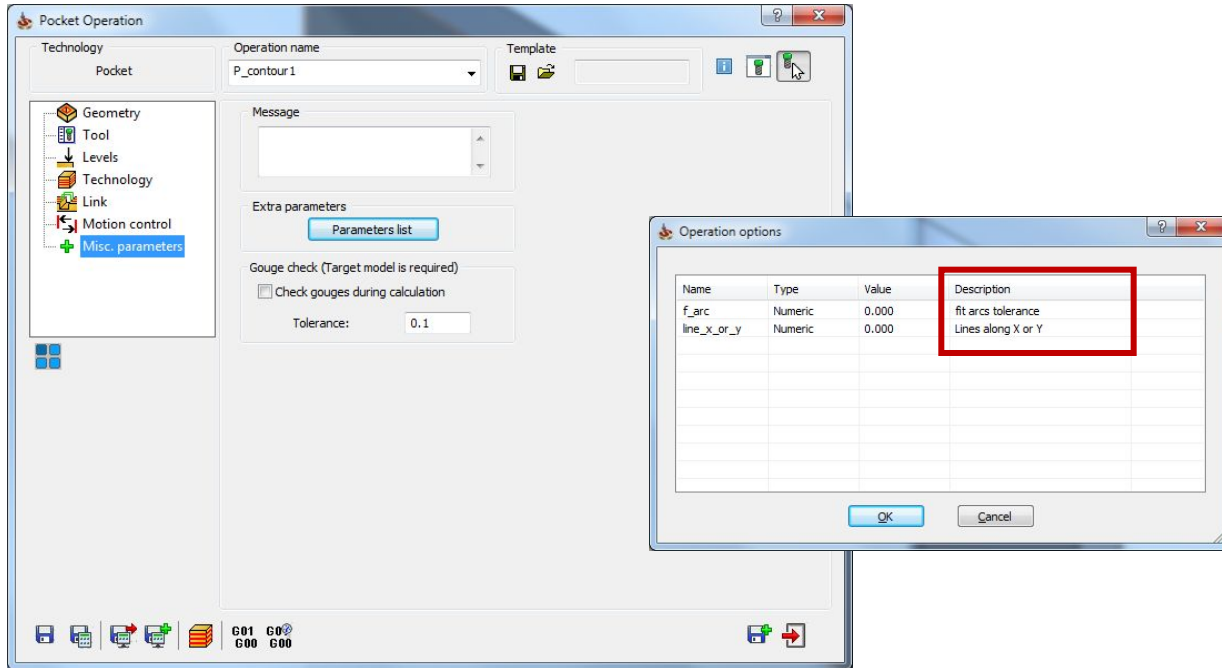 Pocket Operation
Technology
Pocket
Operation name
P_contour1
Template
Geometry
Tool
Levels
Technology
Link
Motion control
Misc. parameters
Message
Extra parameters
Parameters list
Gouge check (Target model is required)
Check gouges during calculation
Tolerance: 0.1
G01 G0
G00 G00
Operation options
Name Type Value Description
f_arc Numeric 0.000 fit arcs tolerance
line_x_or_y Numeric 0.000 Lines along X or Y
OK Cancel